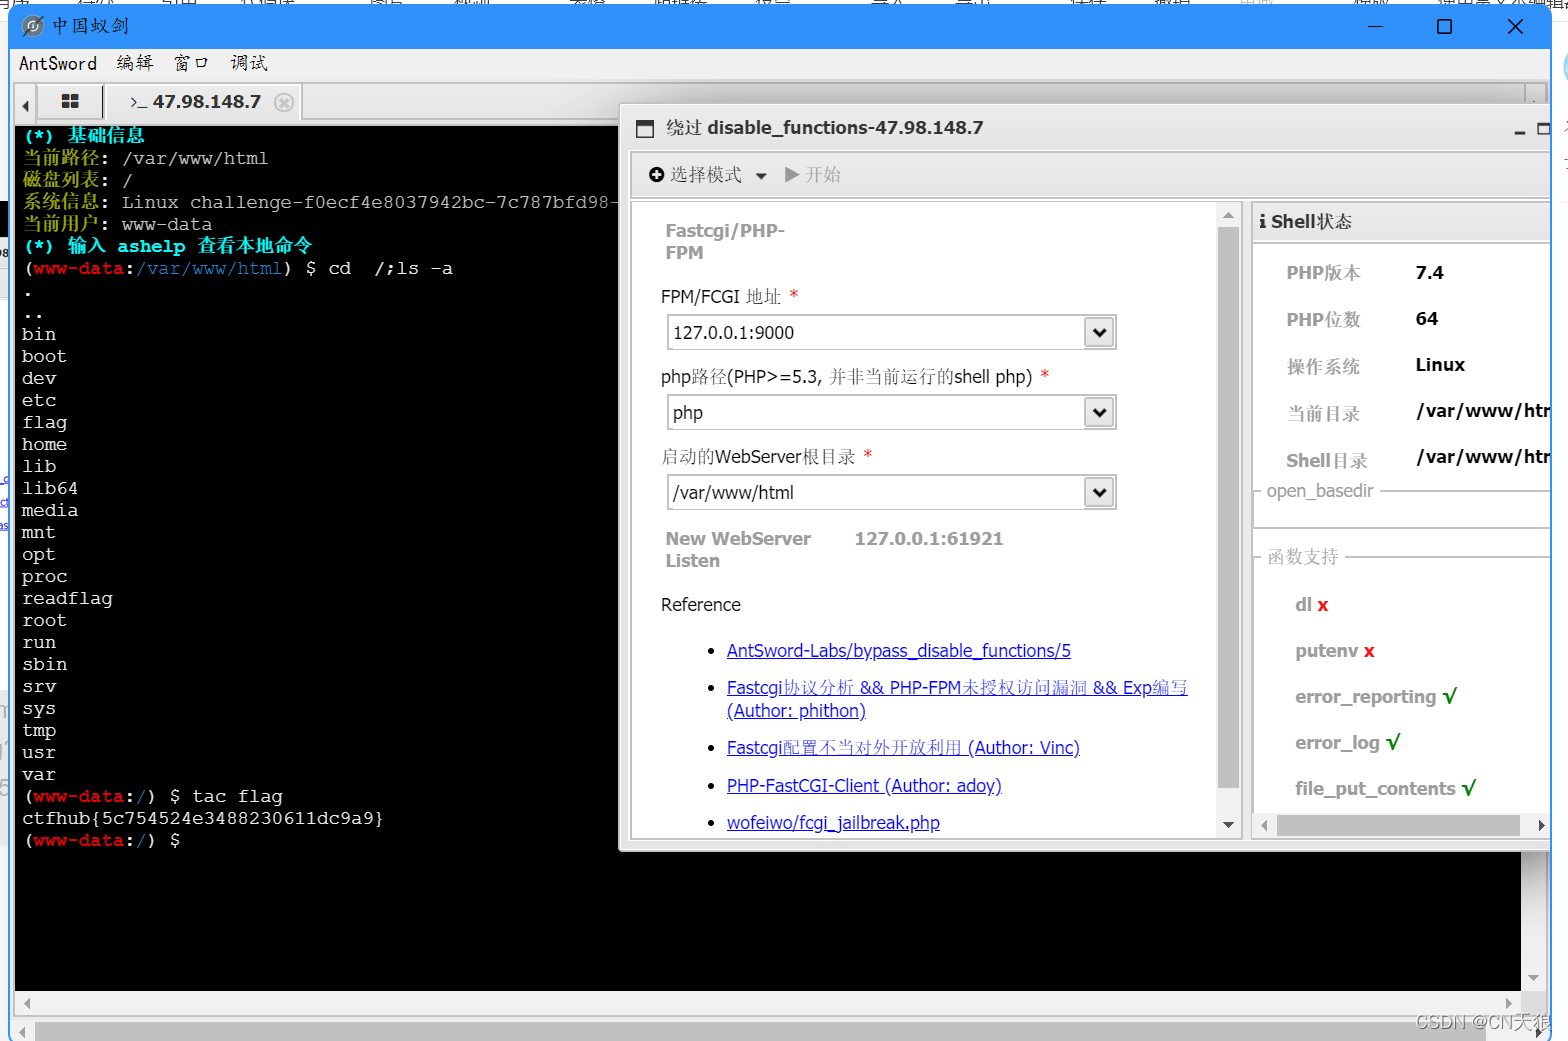 中国蚁剑
AntSword 编辑 窗口 调试
>_ 47.98.148.7
(*) 基础信息
当前路径: /var/www/html
磁盘列表: /
系统信息: Linux challenge-f0ecf4e8037942bc-7c787bfd98-
当前用户: www-data
(*) 输入 ashelp 查看本地命令
(www-data:/var/www/html) $ cd  /;ls -a
.
..
bin
boot
dev
etc
flag
home
lib
lib64
media
mnt
opt
proc
readflag
root
run
sbin
srv
sys
tmp
usr
var
(www-data:/) $ tac flag
ctfhub{5c754524e3488230611dc9a9}
(www-data:/) $
绕过 disable_functions-47.98.148.7
选择模式 开始
Fastcgi/PHP-
FPM
FPM/FCGI 地址 *
127.0.0.1:9000
php路径(PHP>=5.3, 并非当前运行的shell php) *
php
启动的WebServer根目录 *
/var/www/html
New WebServer 127.0.0.1:61921
Listen
Reference
• AntSword-Labs/bypass_disable_functions/5
• Fastcgi协议分析 && PHP-FPM未授权访问漏洞 && Exp编写
(Author: phithon)
• Fastcgi配置不当对外开放利用 (Author: Vinc)
• PHP-FastCGI-Client (Author: adoy)
• wofeiwo/fcgi_jailbreak.php
Shell状态
PHP版本 7.4
PHP位数 64
操作系统 Linux
当前目录 /var/www/htr
Shell目录 /var/www/htr
open_basedir
函数支持
dl x
putenv x
error_reporting √
error_log √
file_put_contents √
CSDN @CN天狼